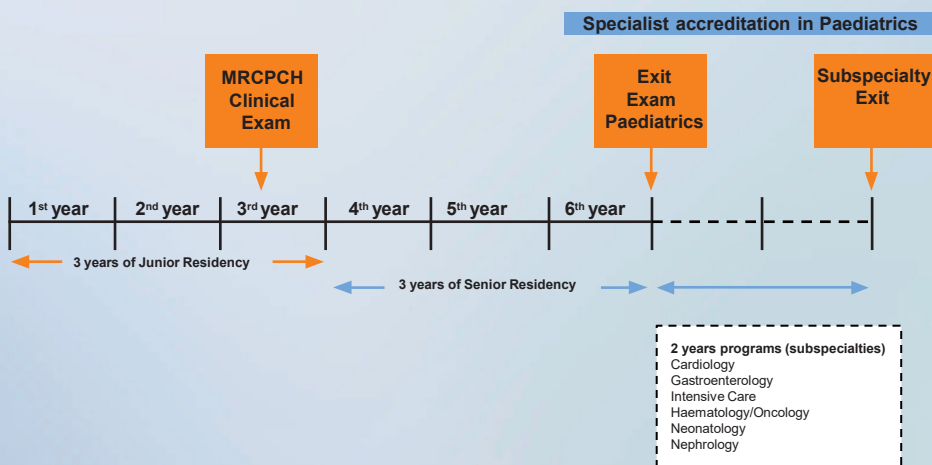 Specialist accreditation in Paediatrics
MRCPCH
Clinical
Exam
Exit
Exam
Paediatrics
Subspecialty
Exit
1st year
2nd year
3rd year
4th year
5th year
6th year
3 years of Junior Residency
3 years of Senior Residency
2 years programs (subspecialties)
Cardiology
Gastroenterology
Intensive Care
Haematology/Oncology
Neonatology
Nephrology